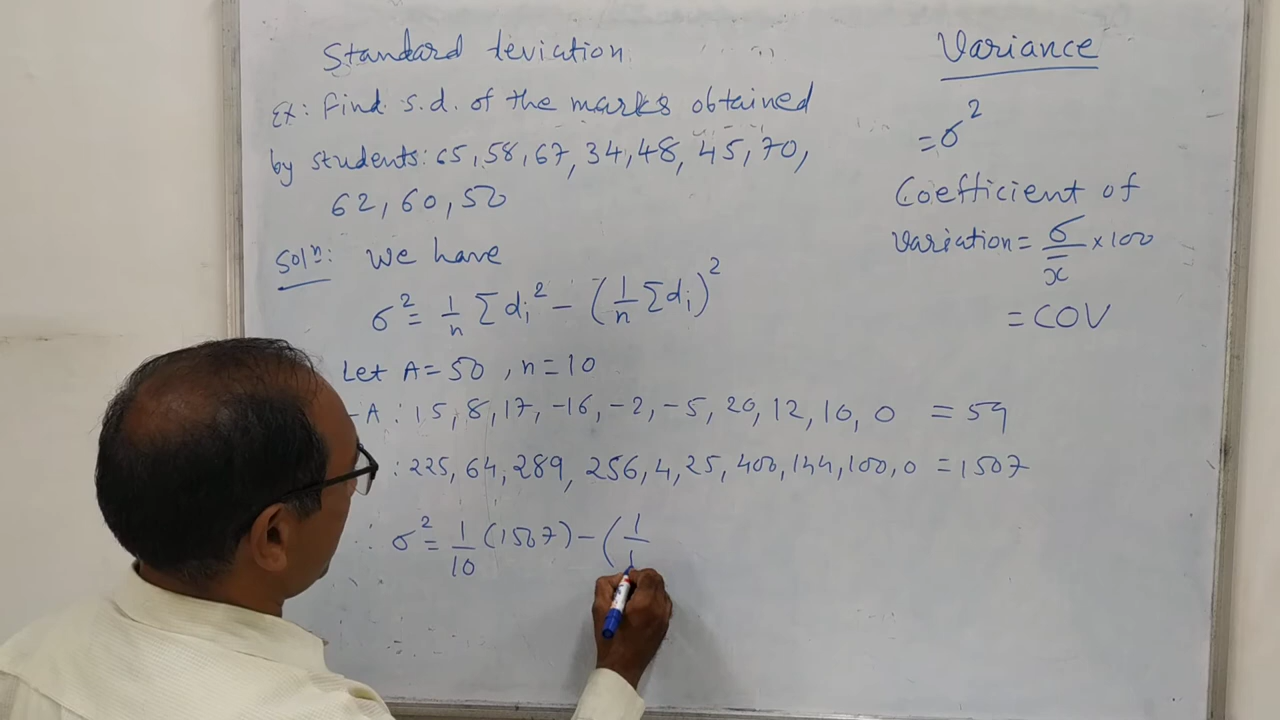 Standard deviation
Ex: Find s.d. of the marks obtained
by students: 65, 58, 67, 34, 48, 45, 70,
62, 60, 50
Solⁿ: We have
σ² = 1/n Σdᵢ² - (1/n Σdᵢ)²
Let A = 50, n = 10
-A : 15, 8, 17, -16, -2, -5, 20, 12, 10, 0 = 59
: 225, 64, 289, 256, 4, 25, 400, 144, 100, 0 = 1507
∴ σ² = 1/10 (1507) - (1/1
Variance
= σ²
Coefficient of
Variation = σ/x̄ × 100
= COV